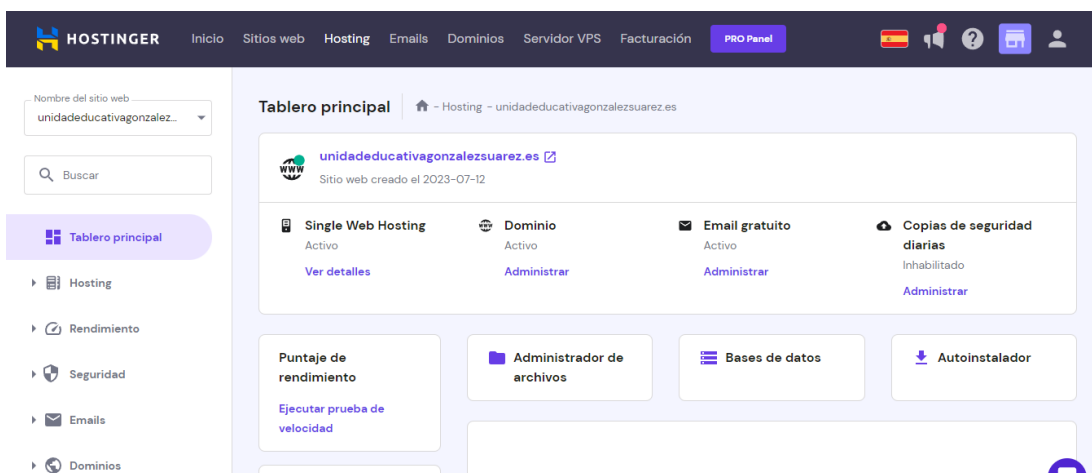 HOSTINGER Inicio Sitios web Hosting Emails Dominios Servidor VPS Facturación PRO Panel
Nombre del sitio web
unidadeducativagonzalez...
Buscar
Tablero principal
Hosting
Rendimiento
Seguridad
Emails
Dominios
Tablero principal - Hosting - unidadeducativagonzalezsuarez.es
www
unidadeducativagonzalezsuarez.es
Sitio web creado el 2023-07-12
Single Web Hosting
Activo
Ver detalles
Dominio
Activo
Administrar
Email gratuito
Activo
Administrar
Copias de seguridad
diarias
Inhabilitado
Administrar
Puntaje de
rendimiento
Ejecutar prueba de
velocidad
Administrador de
archivos
Bases de datos
Autoinstalador